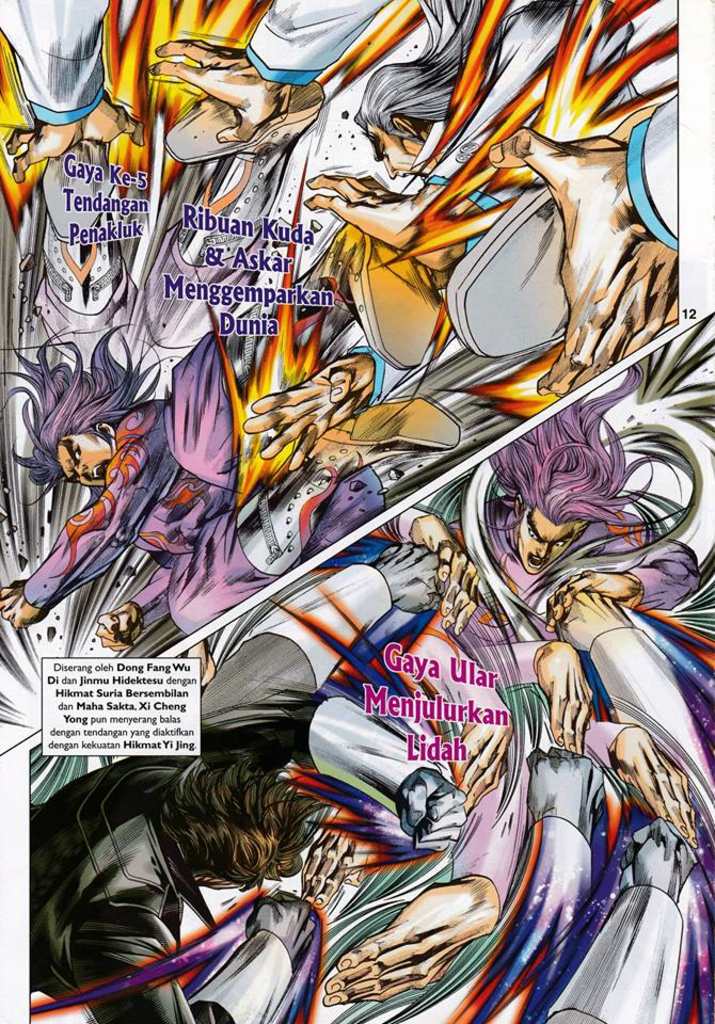 Gaya Ke-5
Tendangan
Penakluk
Ribuan Kuda
& Askar
Menggemparkan
Dunia
12
Diserang oleh Dong Fang Wu
Di dan Jinmu Hidektesu dengan
Hikmat Suria Bersembilan
dan Maha Sakta, Xi Cheng
Yong pun menyerang balas
dengan tendangan yang diaktifkan
dengan kekuatan Hikmat Yi Jing.
Gaya Ular
Menjulurkan
Lidah